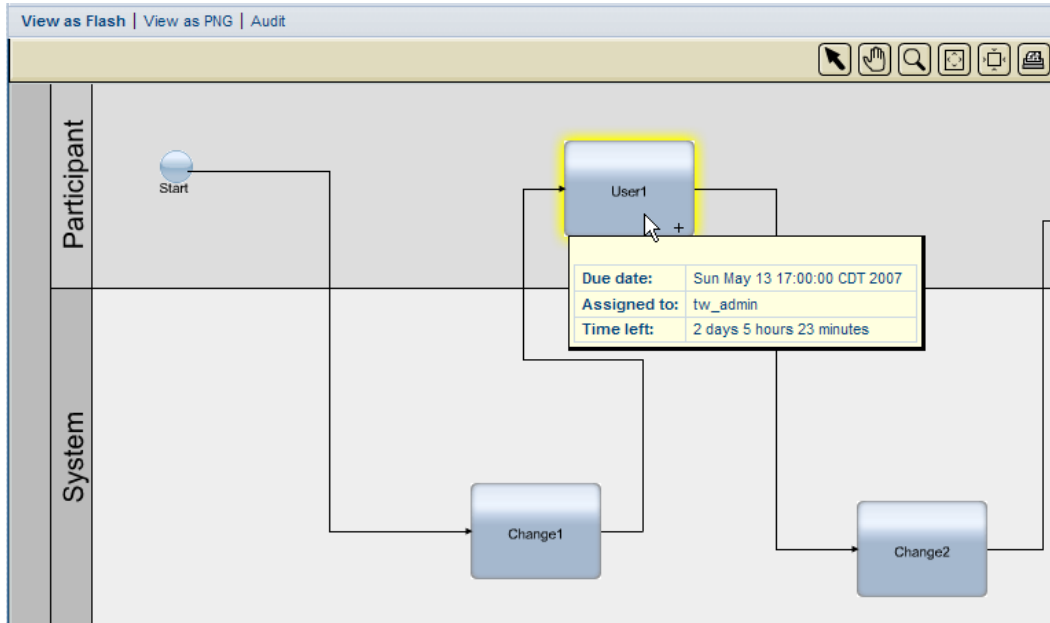 View as Flash | View as PNG | Audit
Participant
Start
User1
+
Due date: Sun May 13 17:00:00 CDT 2007
Assigned to: tw_admin
Time left: 2 days 5 hours 23 minutes
System
Change1
Change2